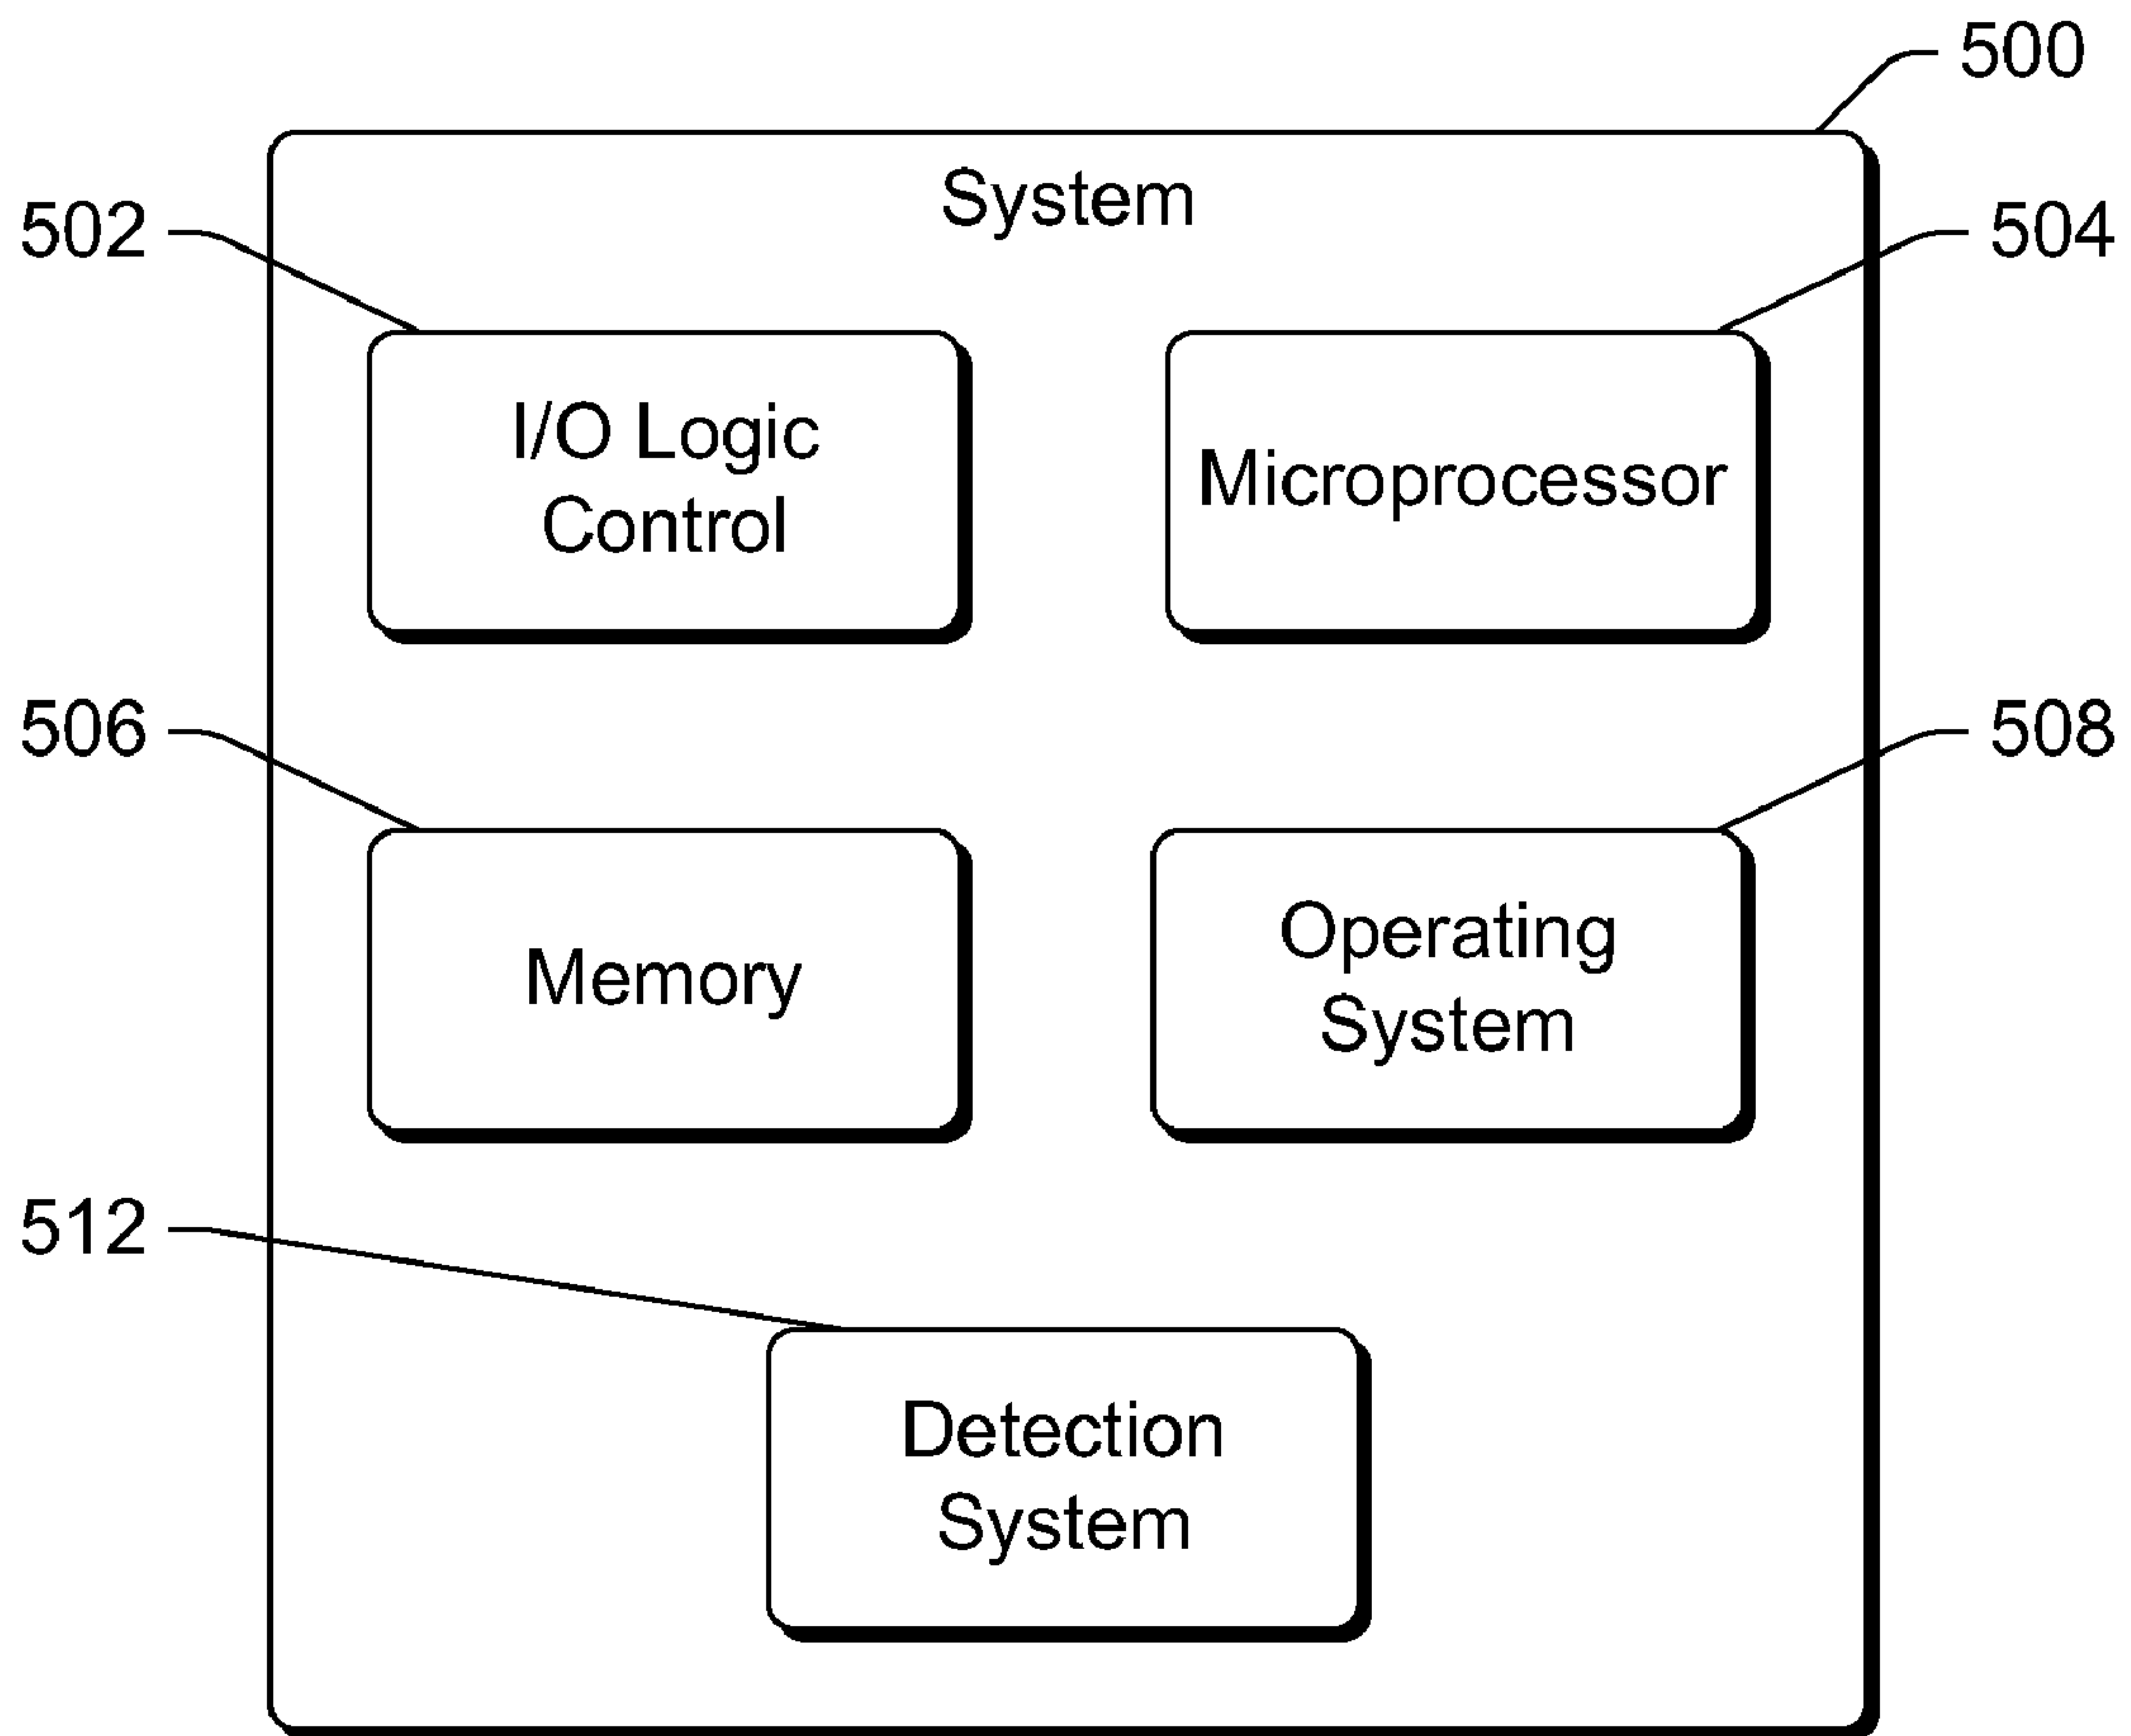 500
System
502
504
I/O Logic
Control
Microprocessor
506
508
Memory
Operating
System
512
Detection
System